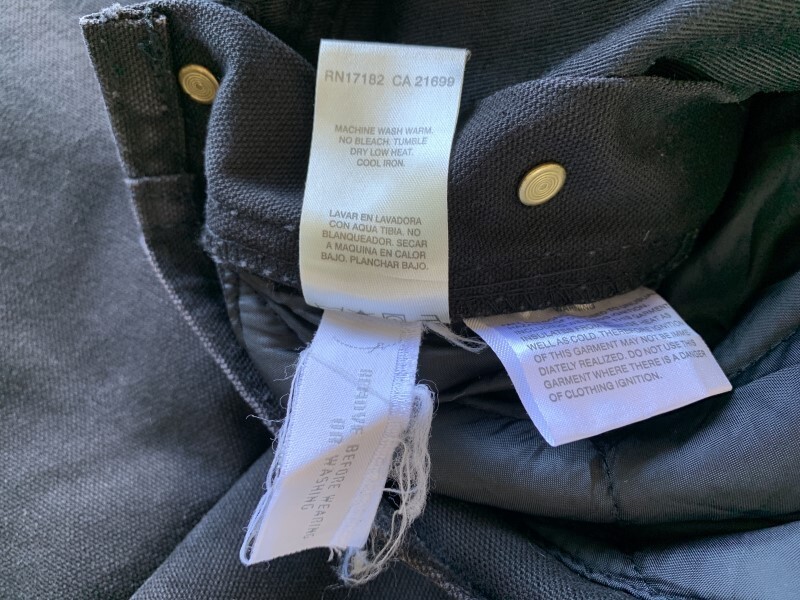 RN17182 CA 21699
MACHINE WASH WARM.
NO BLEACH. TUMBLE
DRY LOW HEAT.
COOL IRON.
LAVAR EN LAVADORA
CON AQUA TIBIA. NO
BLANQUEADOR. SECAR
A MAQUINA EN CALOR
BAJO. PLANCHAR BAJO.
REMOVE BEFORE WEARING
OR WASHING
WELL AS COLD. THE
OF THIS GARMENT MAY NOT BE IMME-
DIATELY REALIZED. DO NOT USE THIS
GARMENT WHERE THERE IS A DANGER
OF CLOTHING IGNITION.